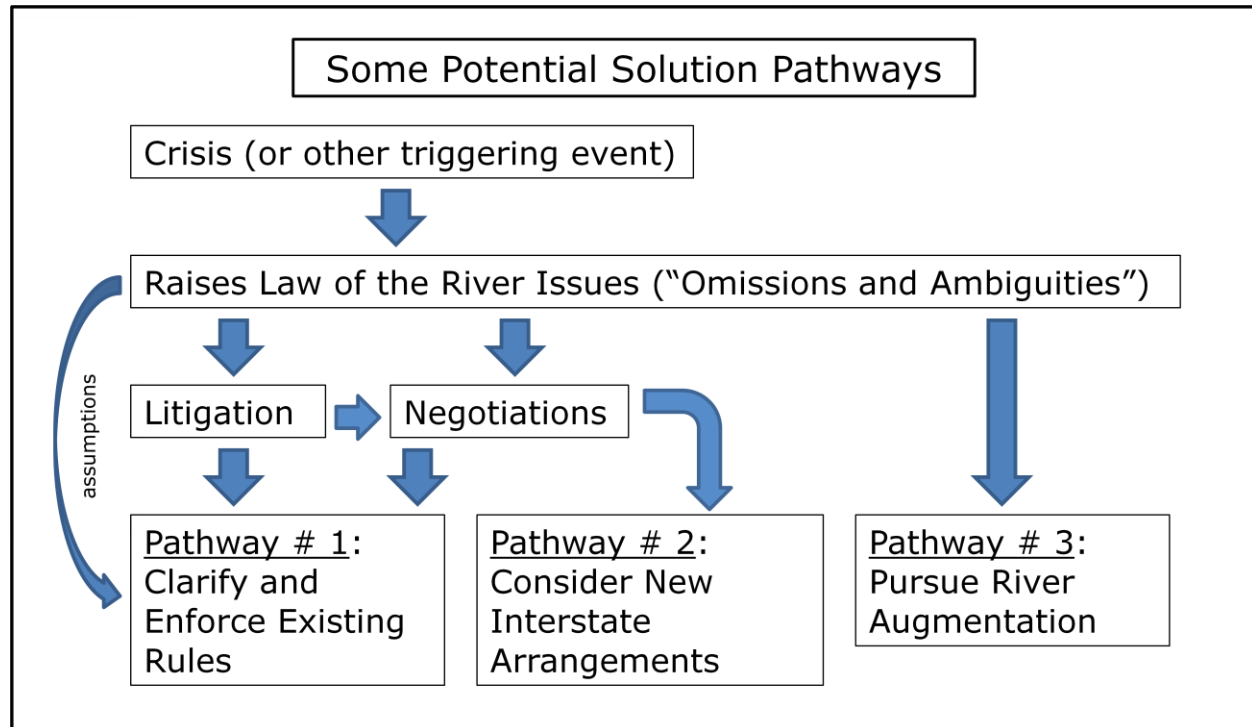 Some Potential Solution Pathways
Crisis (or other triggering event)
Raises Law of the River Issues (“Omissions and Ambiguities”)
assumptions
Litigation
Negotiations
Pathway # 1:
Clarify and
Enforce Existing
Rules
Pathway # 2:
Consider New
Interstate
Arrangements
Pathway # 3:
Pursue River
Augmentation